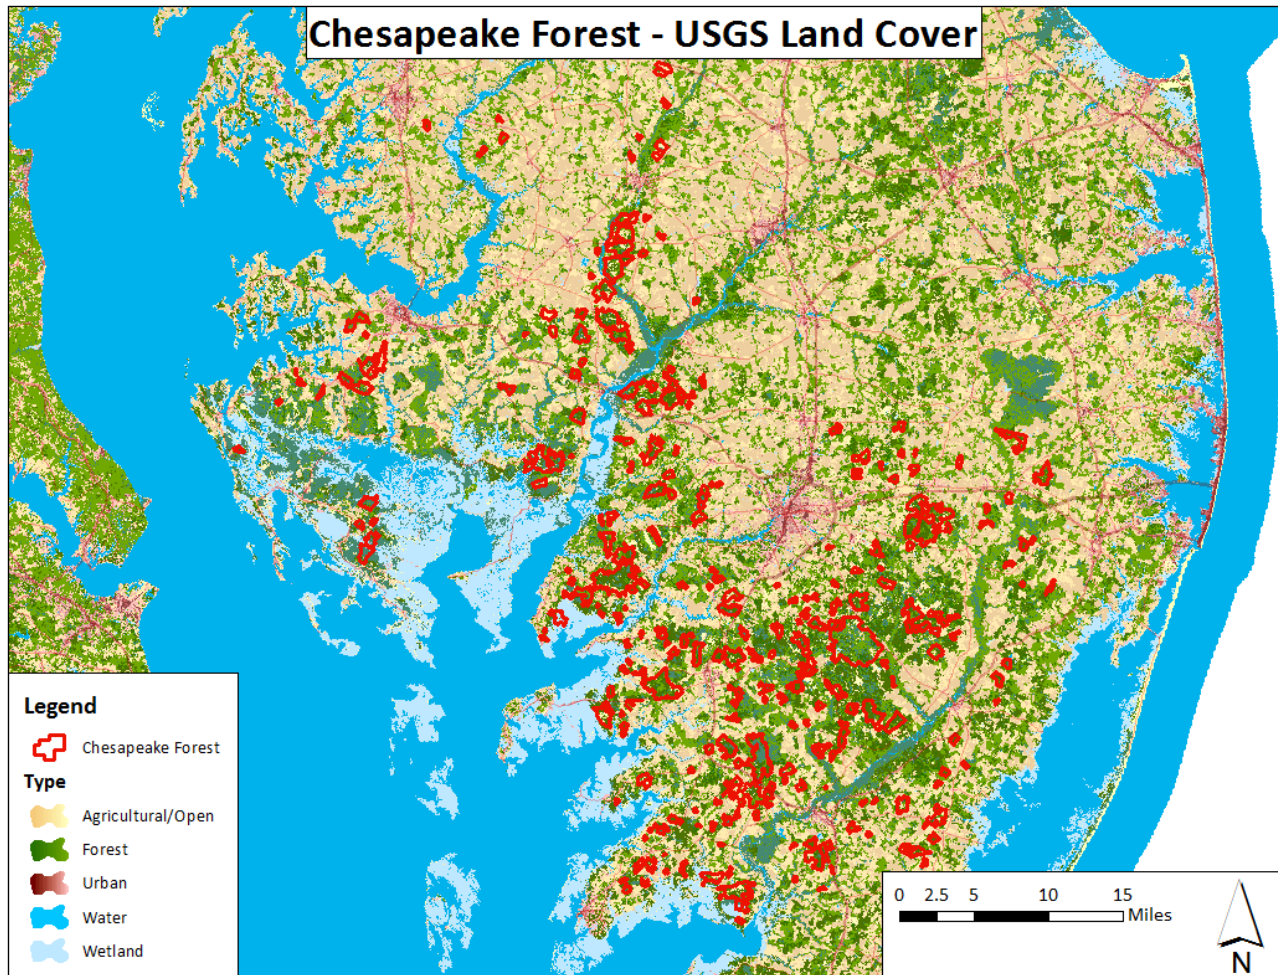 Chesapeake Forest - USGS Land Cover
Legend
Chesapeake Forest
Type
Agricultural/Open
Forest
Urban
Water
Wetland
0 2.5 5 10 15
Miles
N